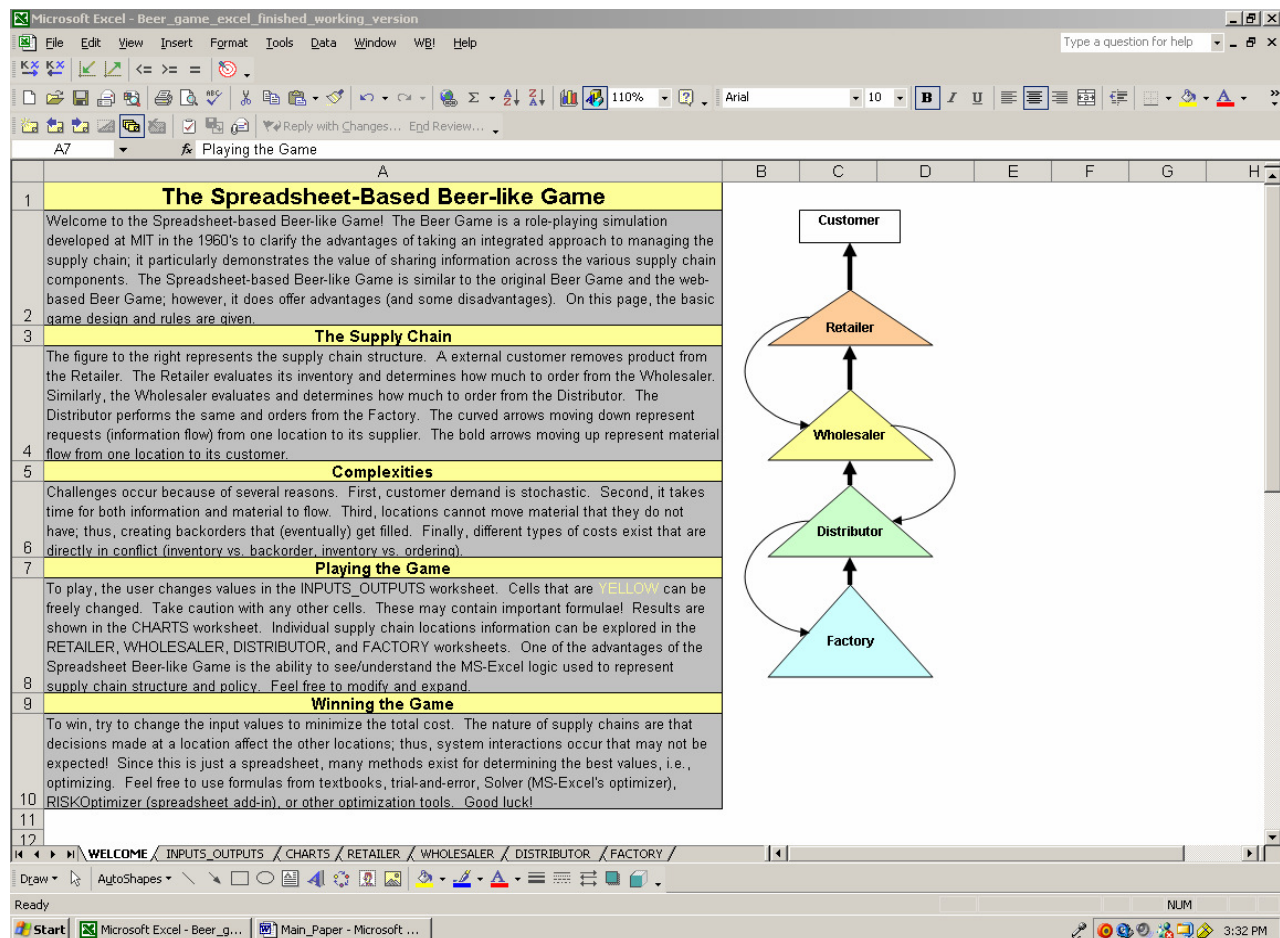 Microsoft Excel - Beer_game_excel_finished_working_version
File Edit View Insert Format Tools Data Window WB! Help
Type a question for help
<= >= =
110%
Arial
10
B I U
Reply with Changes... End Review...
A7
fx Playing the Game
A B C D E F G H
1 The Spreadsheet-Based Beer-like Game
Welcome to the Spreadsheet-based Beer-like Game! The Beer Game is a role-playing simulation
developed at MIT in the 1960's to clarify the advantages of taking an integrated approach to managing the
supply chain; it particularly demonstrates the value of sharing information across the various supply chain
components. The Spreadsheet-based Beer-like Game is similar to the original Beer Game and the web-
based Beer Game; however, it does offer advantages (and some disadvantages). On this page, the basic
2 game design and rules are given.
3 The Supply Chain
The figure to the right represents the supply chain structure. A external customer removes product from
the Retailer. The Retailer evaluates its inventory and determines how much to order from the Wholesaler.
Similarly, the Wholesaler evaluates and determines how much to order from the Distributor. The
Distributor performs the same and orders from the Factory. The curved arrows moving down represent
requests (information flow) from one location to its supplier. The bold arrows moving up represent material
4 flow from one location to its customer.
5 Complexities
Challenges occur because of several reasons. First, customer demand is stochastic. Second, it takes
time for both information and material to flow. Third, locations cannot move material that they do not
have; thus, creating backorders that (eventually) get filled. Finally, different types of costs exist that are
6 directly in conflict (inventory vs. backorder, inventory vs. ordering).
7 Playing the Game
To play, the user changes values in the INPUTS_OUTPUTS worksheet. Cells that are YELLOW can be
freely changed. Take caution with any other cells. These may contain important formulae! Results are
shown in the CHARTS worksheet. Individual supply chain locations information can be explored in the
RETAILER, WHOLESALER, DISTRIBUTOR, and FACTORY worksheets. One of the advantages of the
Spreadsheet Beer-like Game is the ability to see/understand the MS-Excel logic used to represent
8 supply chain structure and policy. Feel free to modify and expand.
9 Winning the Game
To win, try to change the input values to minimize the total cost. The nature of supply chains are that
decisions made at a location affect the other locations; thus, system interactions occur that may not be
expected! Since this is just a spreadsheet, many methods exist for determining the best values, i.e.,
optimizing. Feel free to use formulas from textbooks, trial-and-error, Solver (MS-Excel's optimizer),
10 RISKOptimizer (spreadsheet add-in), or other optimization tools. Good luck!
11
12
Customer
Retailer
Wholesaler
Distributor
Factory
WELCOME / INPUTS_OUTPUTS / CHARTS / RETAILER / WHOLESALER / DISTRIBUTOR / FACTORY /
Draw AutoShapes
Ready
NUM
Start
Microsoft Excel - Beer_g...
Main_Paper - Microsoft ...
3:32 PM